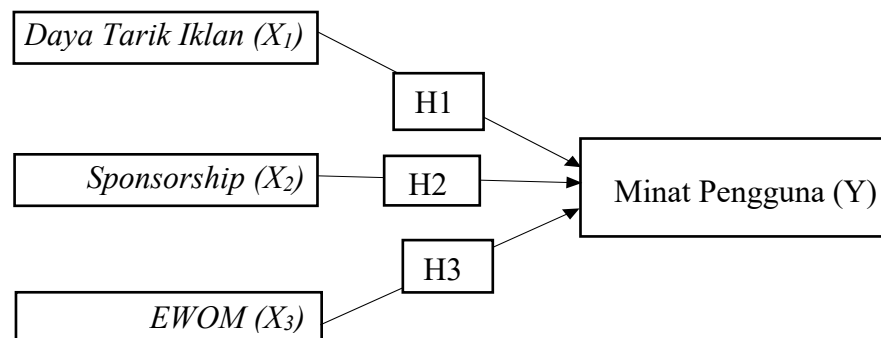 Daya Tarik Iklan (X₁)
H1
Sponsorship (X₂)
H2
Minat Pengguna (Y)
H3
EWOM (X₃)